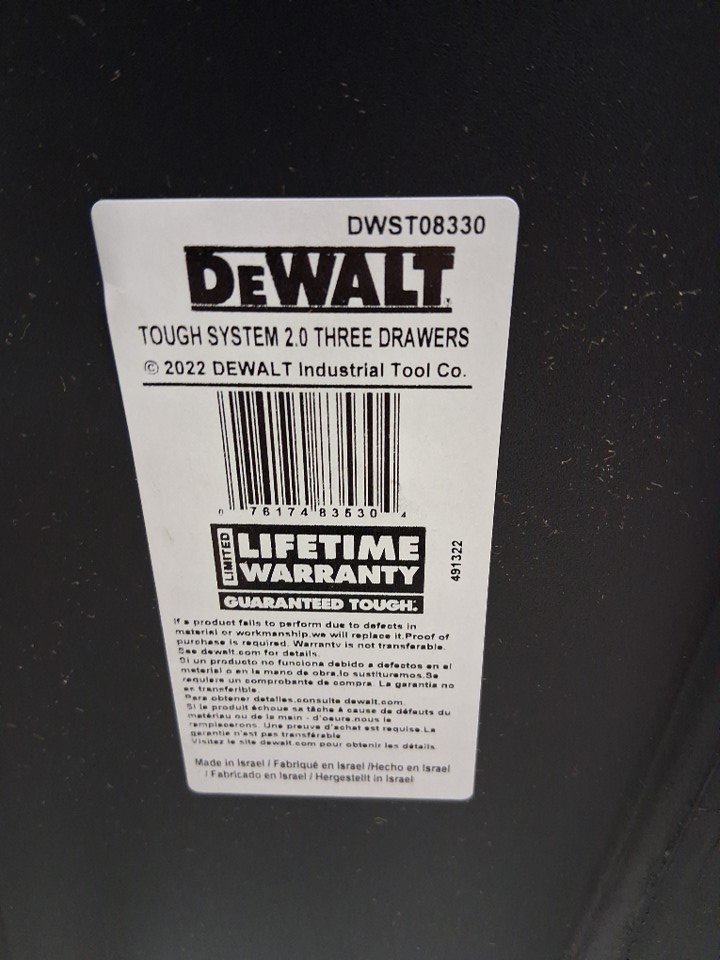 DWST08330
DEWALT
TOUGH SYSTEM 2.0 THREE DRAWERS
© 2022 DEWALT Industrial Tool Co.
0 76174 83530 4
LIMITED
LIFETIME
WARRANTY
GUARANTEED TOUGH.
491322
If a product fails to perform due to defects in
material or workmanship,we will replace it.Proof of
purchase is required. Warranty is not transferable.
See dewalt.com for details.
Si un producto no funciona debido a defectos en el
material o en la mano de obra,lo sustituremos.Se
requiere un comprobante de compra. La garantia no
es transferible.
Para obtener detalles,consulte dewalt.com.
Si le produit échoue sa tâche à cause de défauts du
matériau ou de la main - d'oeure.nous le
remplacerons. Une preuve d'achat est requise.La
garantie n'est pas transférable
Visitez le site dewalt.com pour obtenir les détails
Made in Israel / Fabriqué en Israel /Hecho en Israel
/ Fabricado en Israel / Hergestellt in Israel